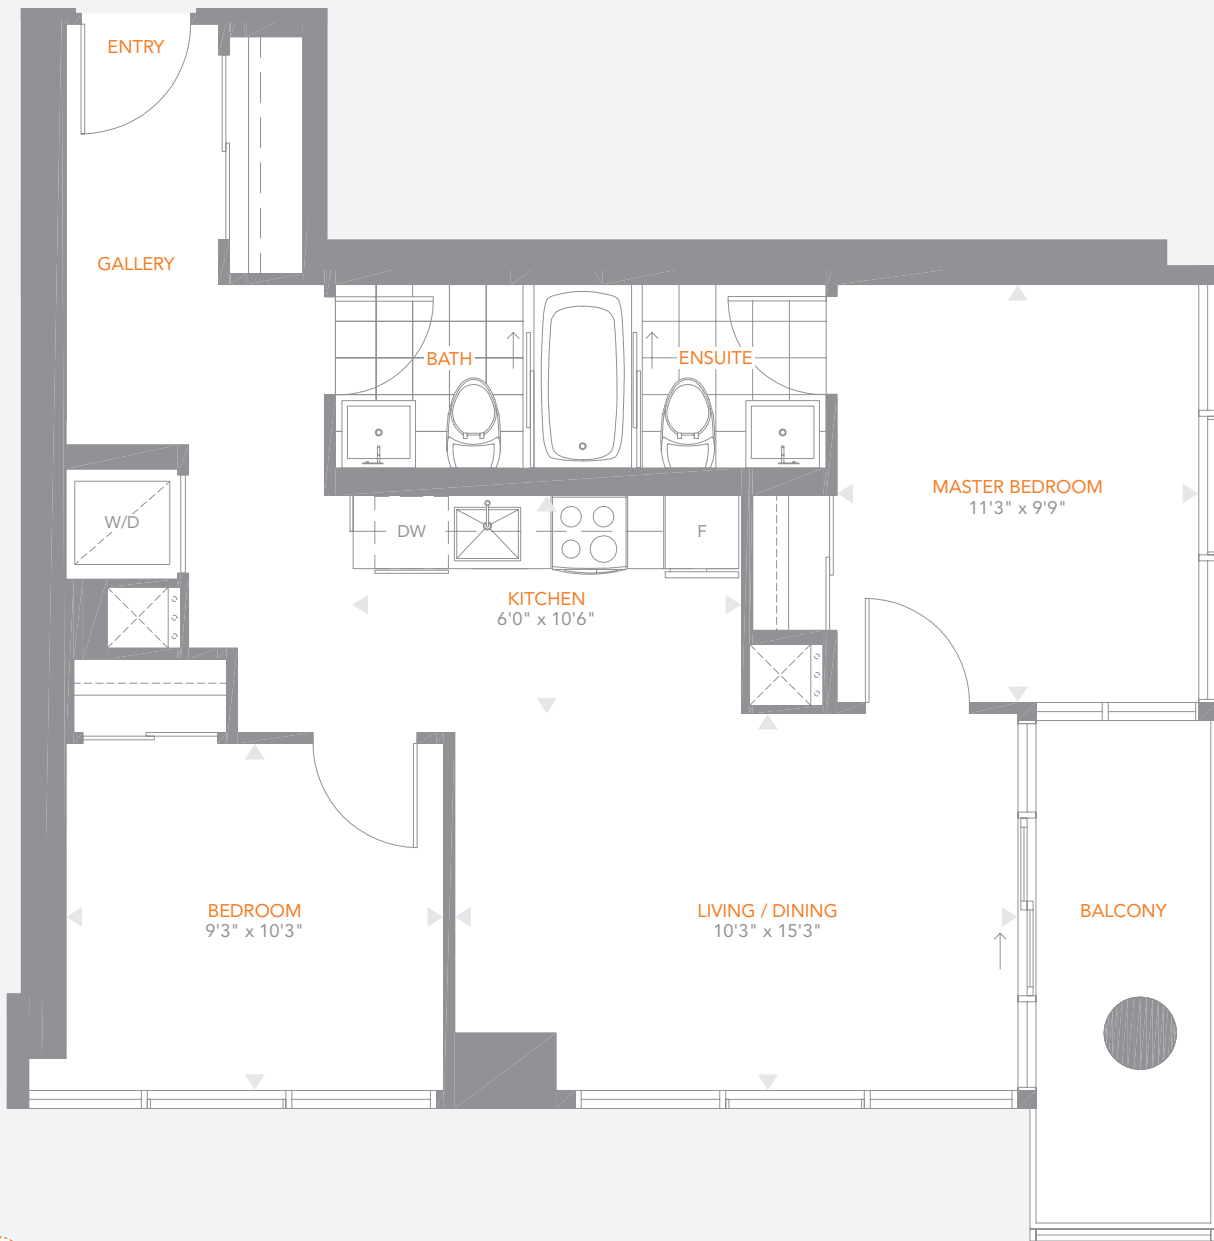 ENTRY
GALLERY
BATH
ENSUITE
MASTER BEDROOM
11'3" x 9'9"
W/D
DW
F
KITCHEN
6'0" x 10'6"
BEDROOM
9'3" x 10'3"
LIVING / DINING
10'3" x 15'3"
BALCONY